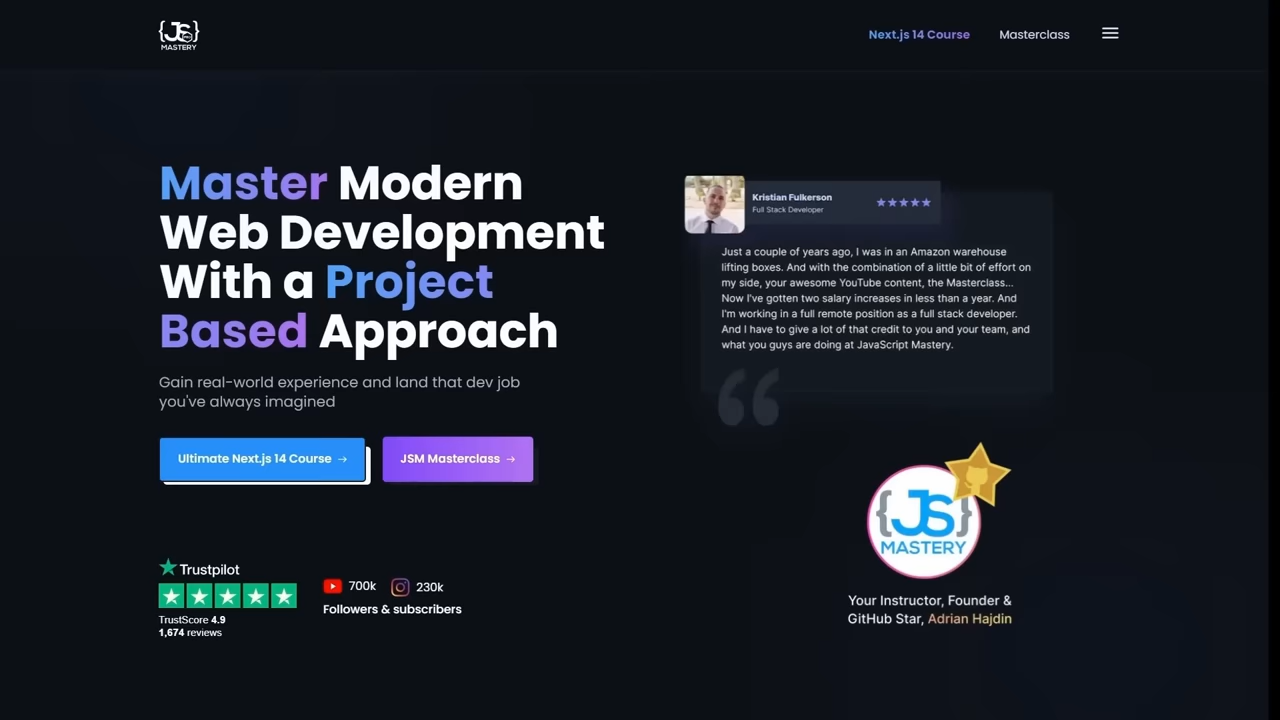 {JS}
MASTERY
Next.js 14 Course
Masterclass
Master Modern
Web Development
With a Project
Based Approach
Gain real-world experience and land that dev job
you've always imagined
Ultimate Next.js 14 Course →
JSM Masterclass →
Trustpilot
TrustScore 4.9
1,674 reviews
700k
230k
Followers & subscribers
Kristian Fulkerson
Full Stack Developer
Just a couple of years ago, I was in an Amazon warehouse
lifting boxes. And with the combination of a little bit of effort on
my side, your awesome YouTube content, the Masterclass...
Now I've gotten two salary increases in less than a year. And
I'm working in a full remote position as a full stack developer.
And I have to give a lot of that credit to you and your team, and
what you guys are doing at JavaScript Mastery.
“
{JS}
MASTERY
Your Instructor, Founder &
GitHub Star, Adrian Hajdin